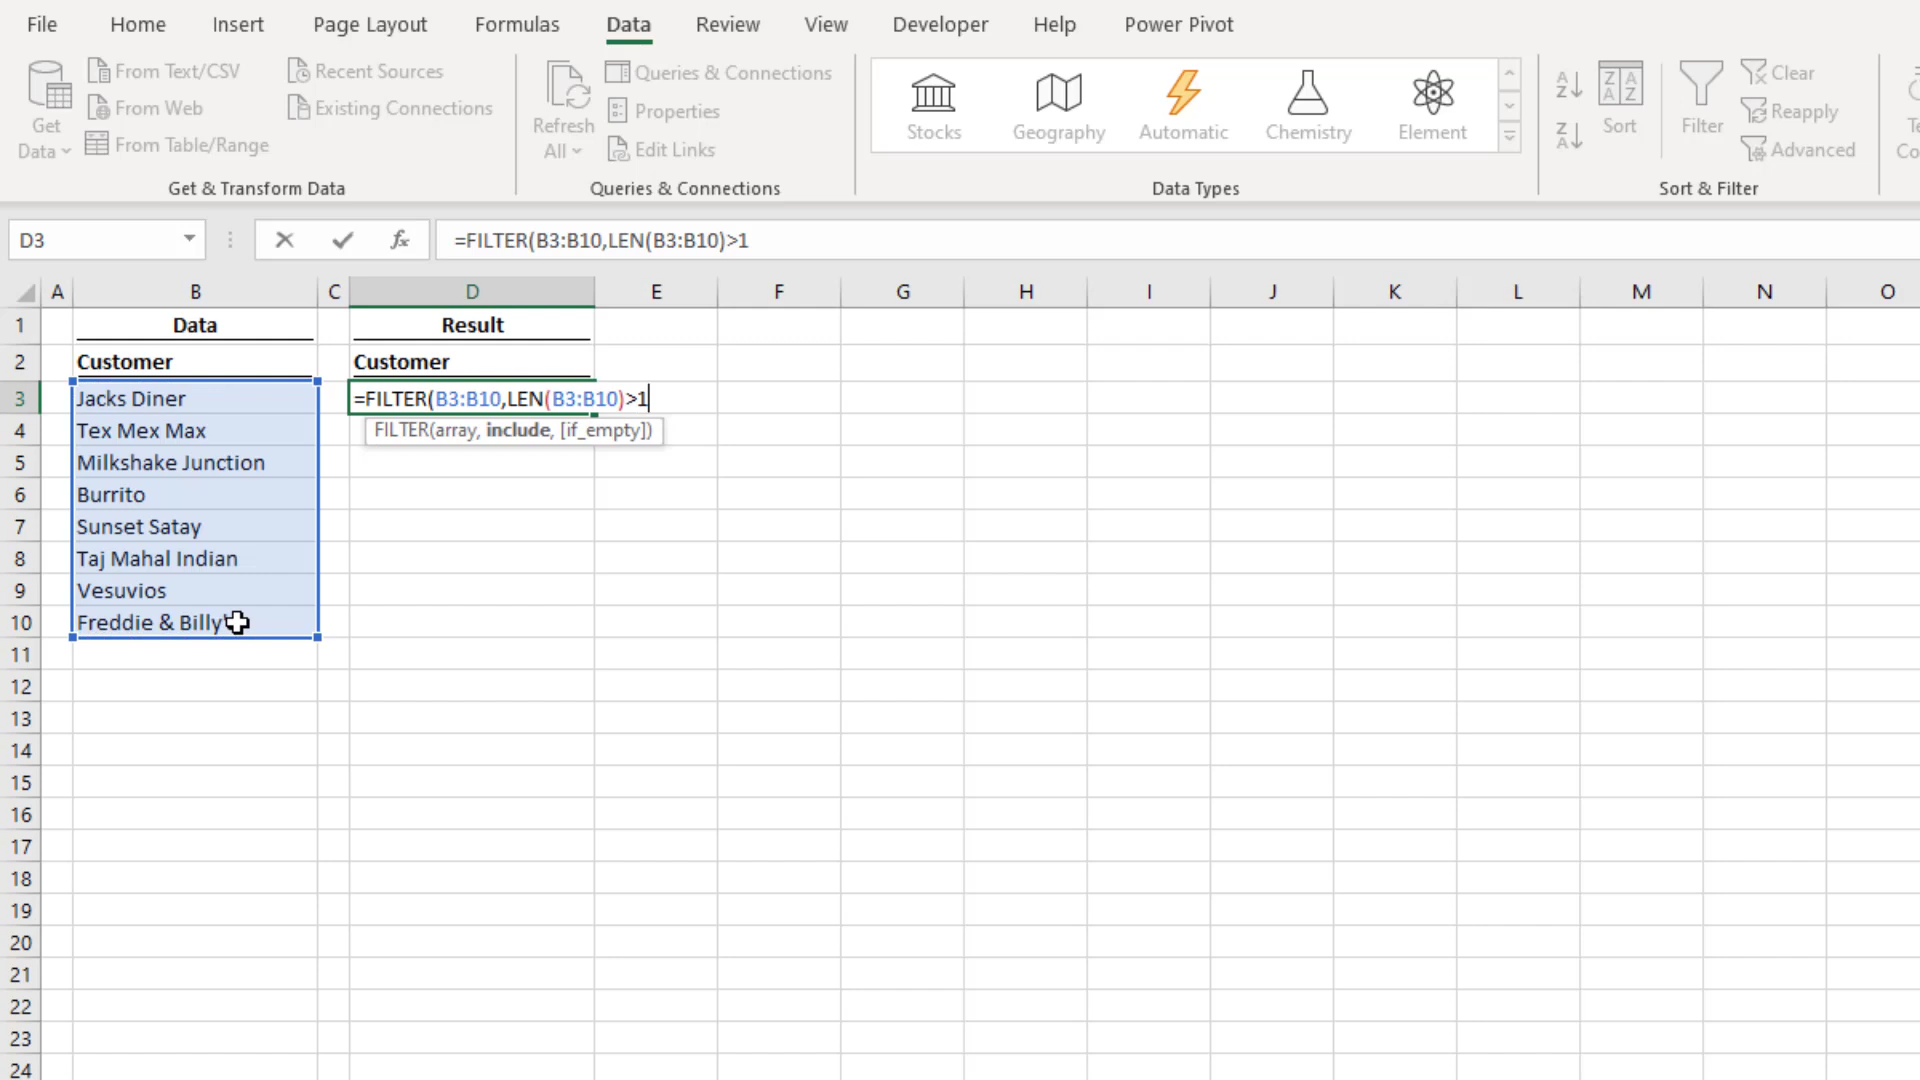 File Home Insert Page Layout Formulas Data Review View Developer Help Power Pivot
Get Data
From Text/CSV
From Web
From Table/Range
Recent Sources
Existing Connections
Get & Transform Data
Refresh All
Queries & Connections
Properties
Edit Links
Queries & Connections
Stocks Geography Automatic Chemistry Element
Data Types
Sort
Filter
Clear
Reapply
Advanced
Sort & Filter
D3
fx
=FILTER(B3:B10,LEN(B3:B10)>1
A B C D E F G H I J K L M N O
1 Data Result
2 Customer Customer
3 Jacks Diner =FILTER(B3:B10,LEN(B3:B10)>1
FILTER(array, include, [if_empty])
4 Tex Mex Max
5 Milkshake Junction
6 Burrito
7 Sunset Satay
8 Taj Mahal Indian
9 Vesuvios
10 Freddie & Billy
11
12
13
14
15
16
17
18
19
20
21
22
23
24